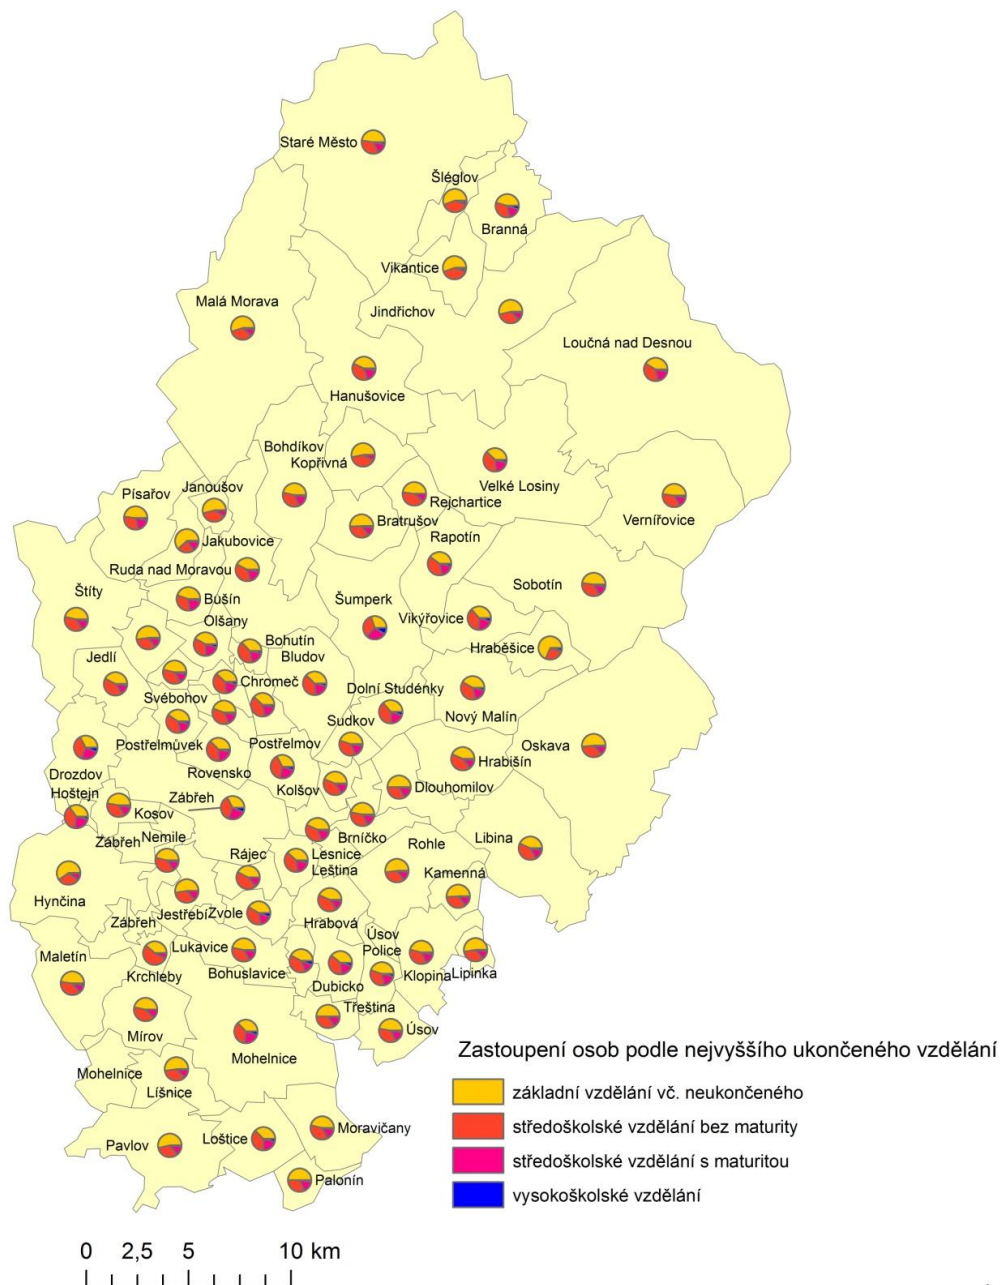 Staré Město
Šléglov
Branná
Vikantice
Malá Morava
Jindřichov
Loučná nad Desnou
Hanušovice
Bohdíkov
Kopřivná
Velké Losiny
Písařov
Janoušov
Rejchartice
Vernířovice
Bratrušov
Jakubovice
Rapotín
Ruda nad Moravou
Sobotín
Štíty
Bušín
Šumperk
Olšany
Vikýřovice
Bohutín
Hraběšice
Jedlí
Bludov
Chromeč
Dolní Studénky
Svébohov
Nový Malín
Sudkov
Postřelmůvek
Postřelmov
Oskava
Rovensko
Hrabišín
Drozdov
Kolšov
Dlouhomilov
Hoštejn
Zábřeh
Kosov
Zábřeh
Nemile
Brníčko
Libina
Rohle
Rájec
Lesnice
Leština
Kamenná
Hynčina
Jestřebí
Zvole
Zábřeh
Hrabová
Úsov
Maletín
Lukavice
Police
Krchleby
Bohuslavice
Klopina
Lipinka
Dubicko
Třeština
Mírov
Úsov
Mohelnice
Mohelnice
Líšnice
Moravičany
Loštice
Pavlov
Palonín
Zastoupení osob podle nejvyššího ukončeného vzdělání
základní vzdělání vč. neukončeného
středoškolské vzdělání bez maturity
středoškolské vzdělání s maturitou
vysokoškolské vzdělání
0 2,5 5 10 km